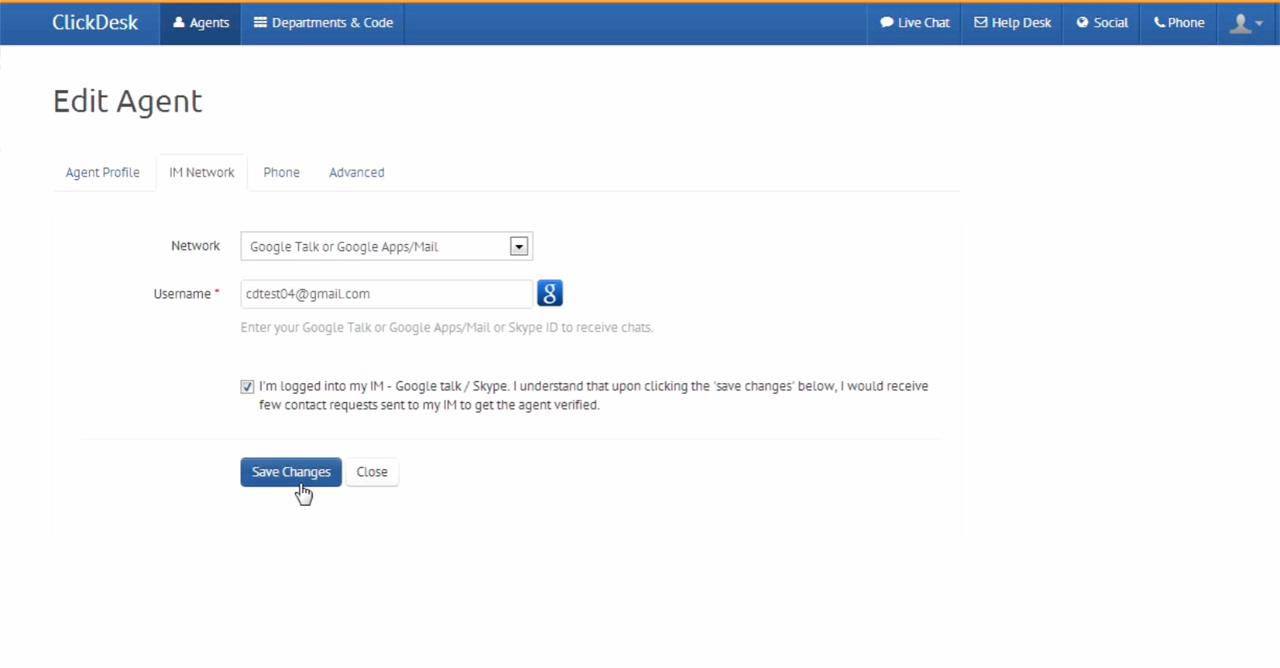 ClickDesk Agents Departments & Code Live Chat Help Desk Social Phone
Edit Agent
Agent Profile IM Network Phone Advanced
Network Google Talk or Google Apps/Mail
Username * cdtest04@gmail.com g
Enter your Google Talk or Google Apps/Mail or Skype ID to receive chats.
I'm logged into my IM - Google talk / Skype. I understand that upon clicking the 'save changes' below, I would receive
few contact requests sent to my IM to get the agent verified.
Save Changes Close